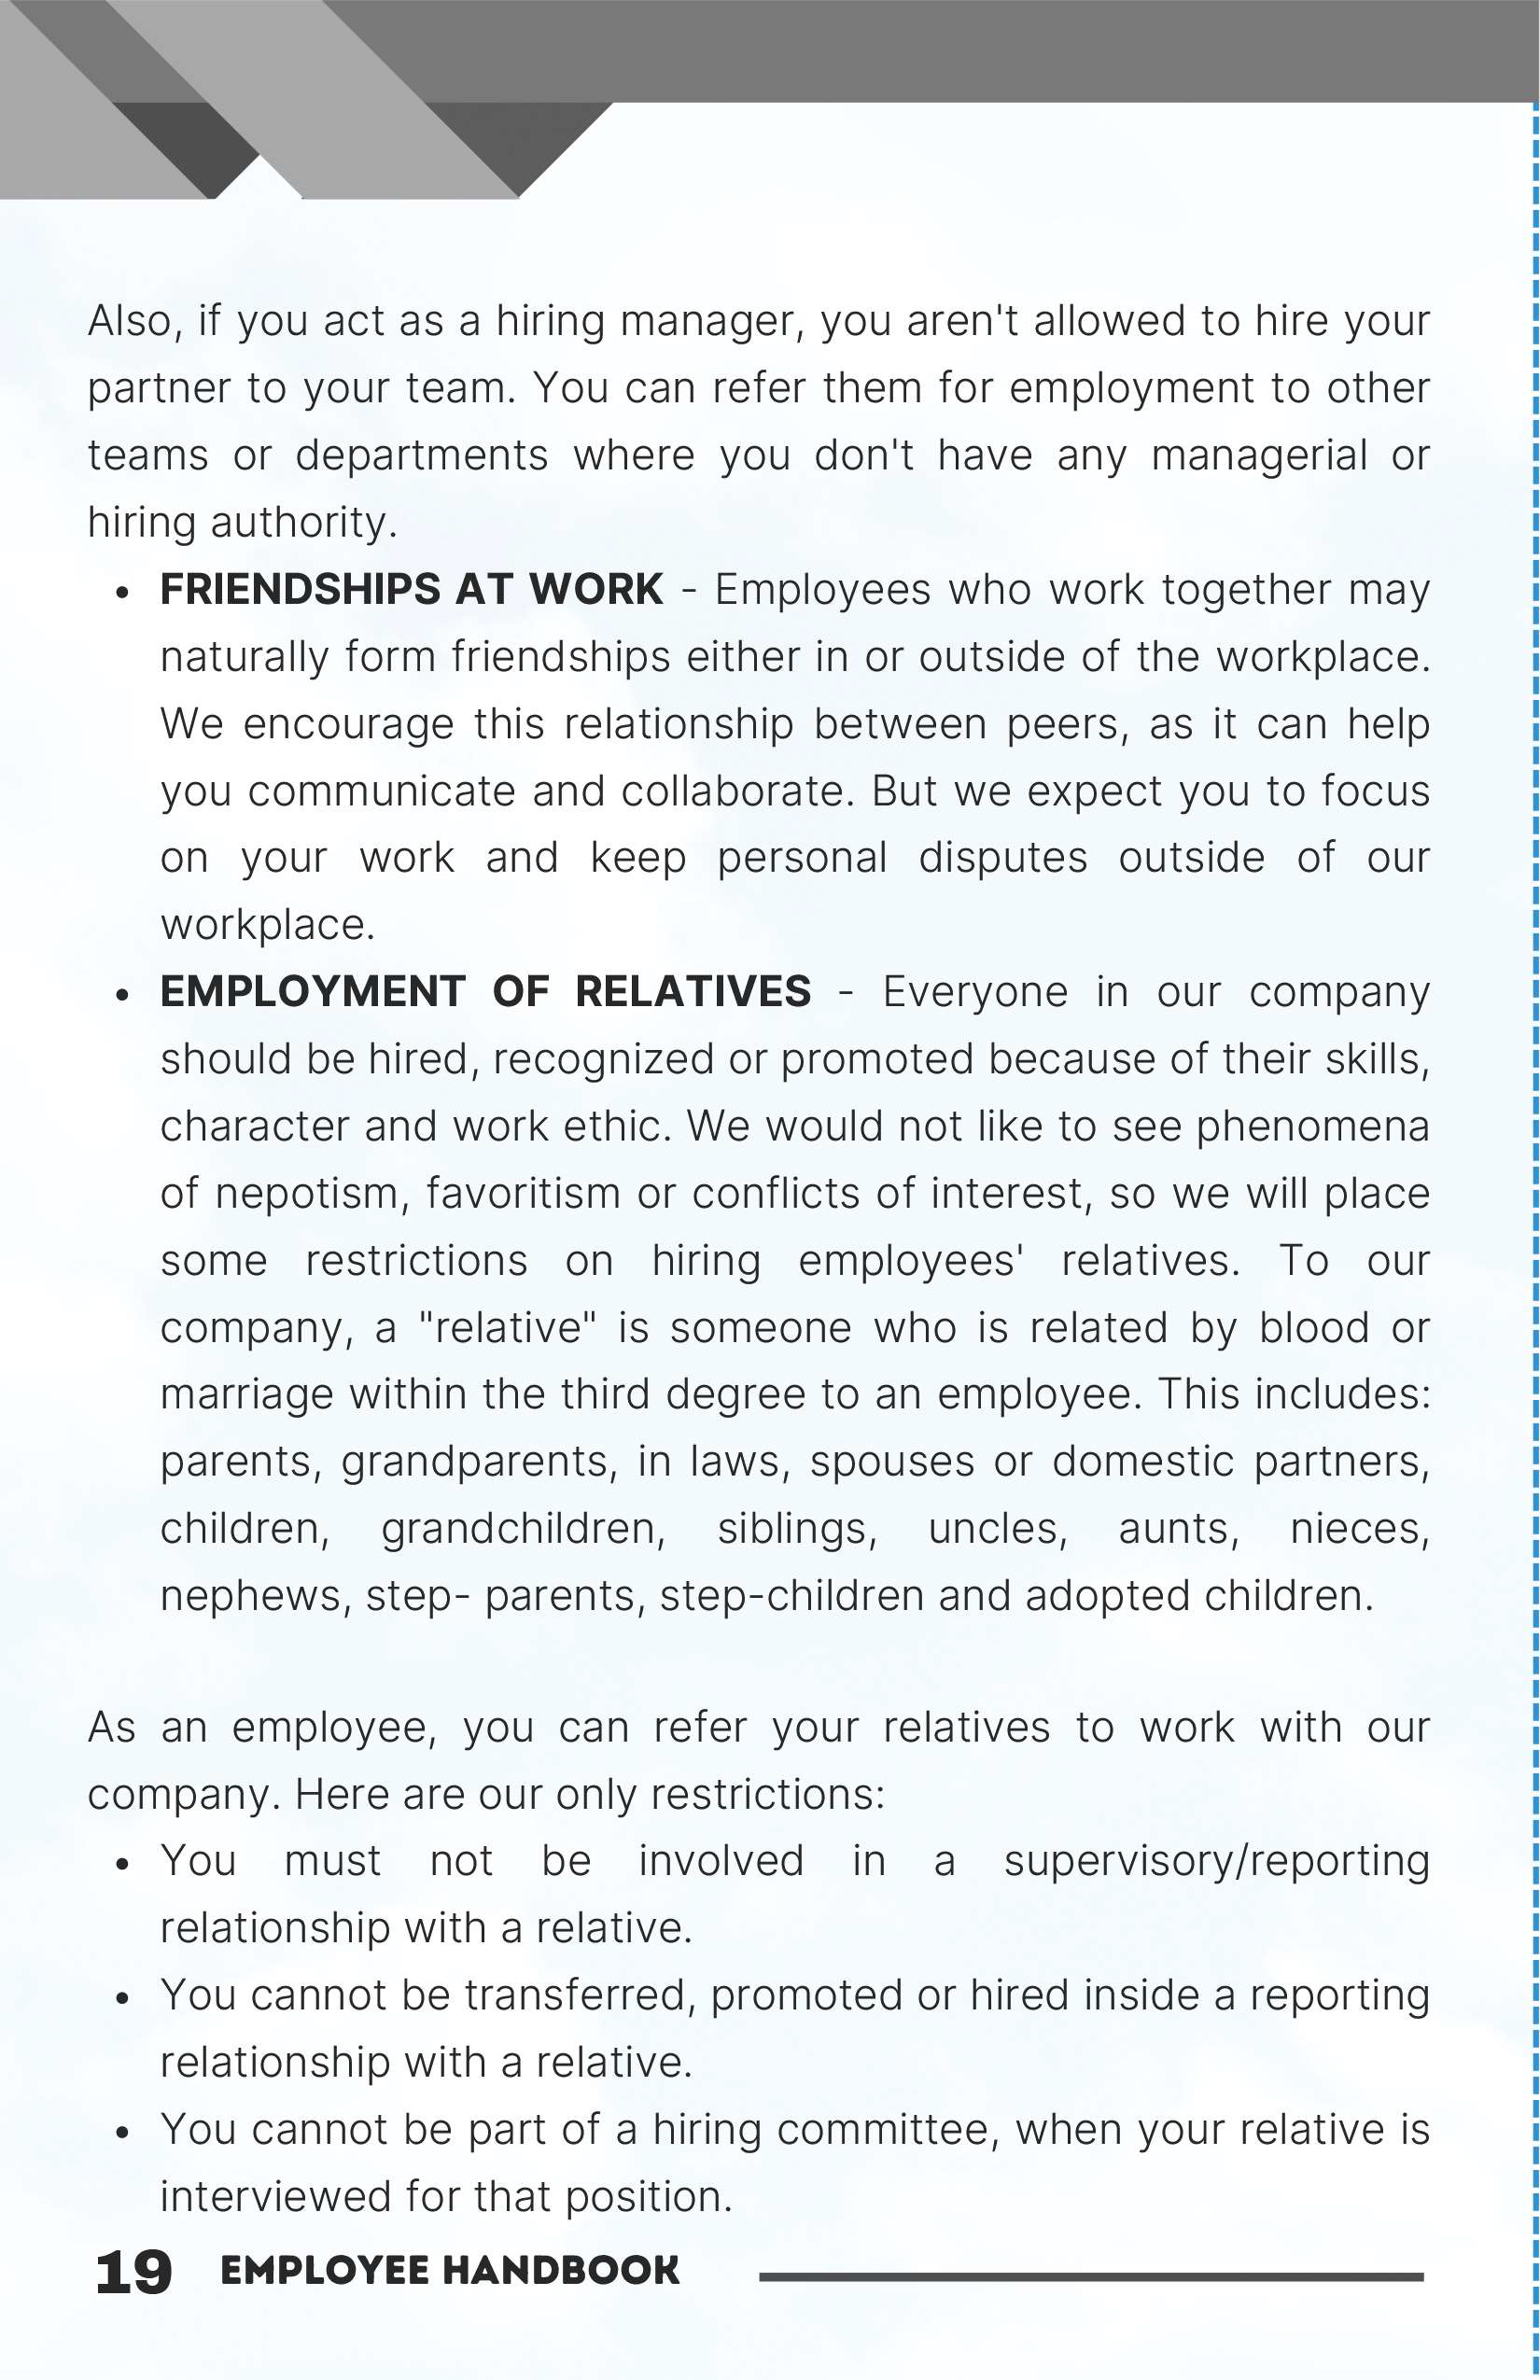 Also, if you act as a hiring manager, you aren't allowed to hire your
partner to your team. You can refer them for employment to other
teams or departments where you don't have any managerial or
hiring authority.
• FRIENDSHIPS AT WORK - Employees who work together may
naturally form friendships either in or outside of the workplace.
We encourage this relationship between peers, as it can help
you communicate and collaborate. But we expect you to focus
on your work and keep personal disputes outside of our
workplace.
• EMPLOYMENT OF RELATIVES - Everyone in our company
should be hired, recognized or promoted because of their skills,
character and work ethic. We would not like to see phenomena
of nepotism, favoritism or conflicts of interest, so we will place
some restrictions on hiring employees' relatives. To our
company, a "relative" is someone who is related by blood or
marriage within the third degree to an employee. This includes:
parents, grandparents, in laws, spouses or domestic partners,
children, grandchildren, siblings, uncles, aunts, nieces,
nephews, step- parents, step-children and adopted children.
As an employee, you can refer your relatives to work with our
company. Here are our only restrictions:
• You must not be involved in a supervisory/reporting
relationship with a relative.
• You cannot be transferred, promoted or hired inside a reporting
relationship with a relative.
• You cannot be part of a hiring committee, when your relative is
interviewed for that position.
19 EMPLOYEE HANDBOOK